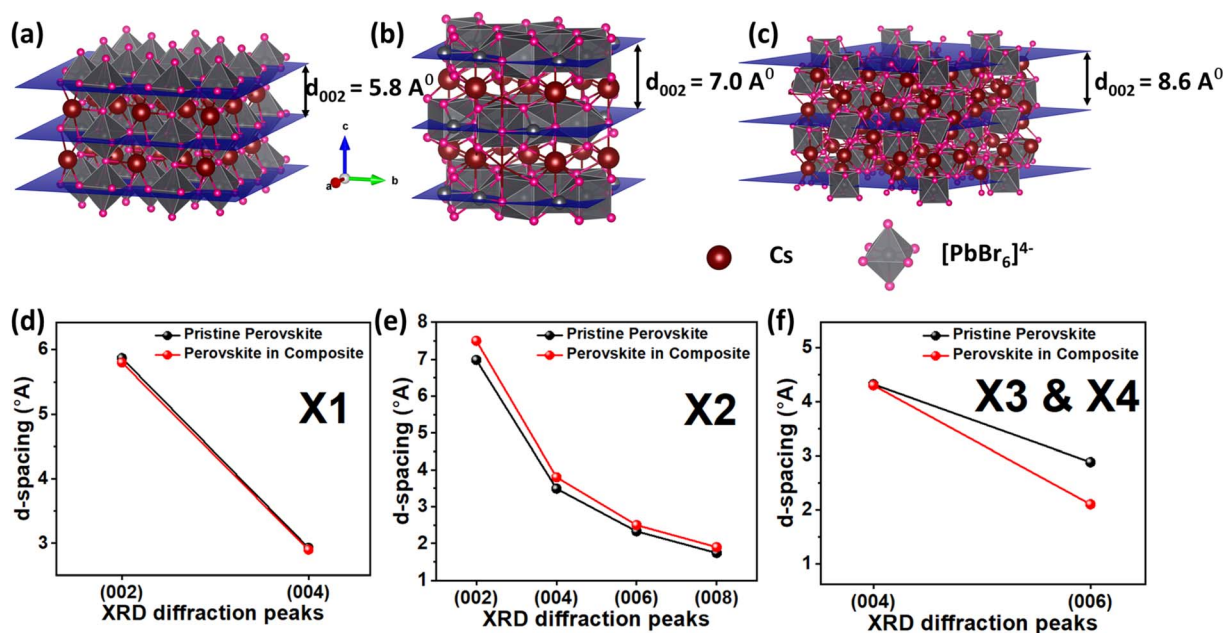 (a)
d002 = 5.8 A⁰
(b)
d002 = 7.0 A⁰
(c)
d002 = 8.6 A⁰
c
a
b
Cs
[PbBr6]4-
(d)
Pristine Perovskite
Perovskite in Composite
X1
d-spacing (°A)
6
5
4
3
(002)
(004)
XRD diffraction peaks
(e)
Pristine Perovskite
Perovskite in Composite
X2
d-spacing (°A)
8
7
6
5
4
3
2
1
(002)
(004)
(006)
(008)
XRD diffraction peaks
(f)
Pristine Perovskite
Perovskite in Composite
X3 & X4
d-spacing (°A)
5
4
3
2
1
(004)
(006)
XRD diffraction peaks